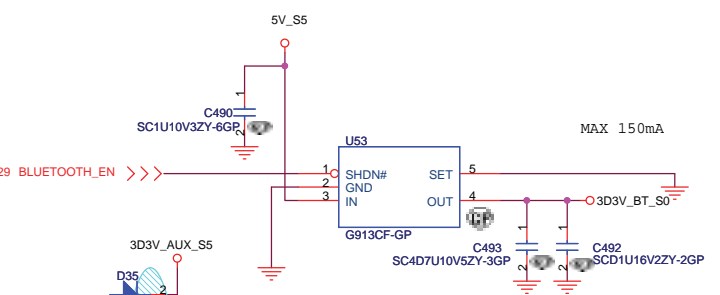 5V_S5
C490
SC1U10V3ZY-6GP
1
2
U53
MAX 150mA
29 BLUETOOTH_EN
1 SHDN# SET 5
2 GND
3 IN OUT 4
3D3V_BT_S0
G913CF-GP
GP
C493
SC4D7U10V5ZY-3GP
1
2
C492
SCD1U16V2ZY-2GP
1
2
3D3V_AUX_S5
D35
2